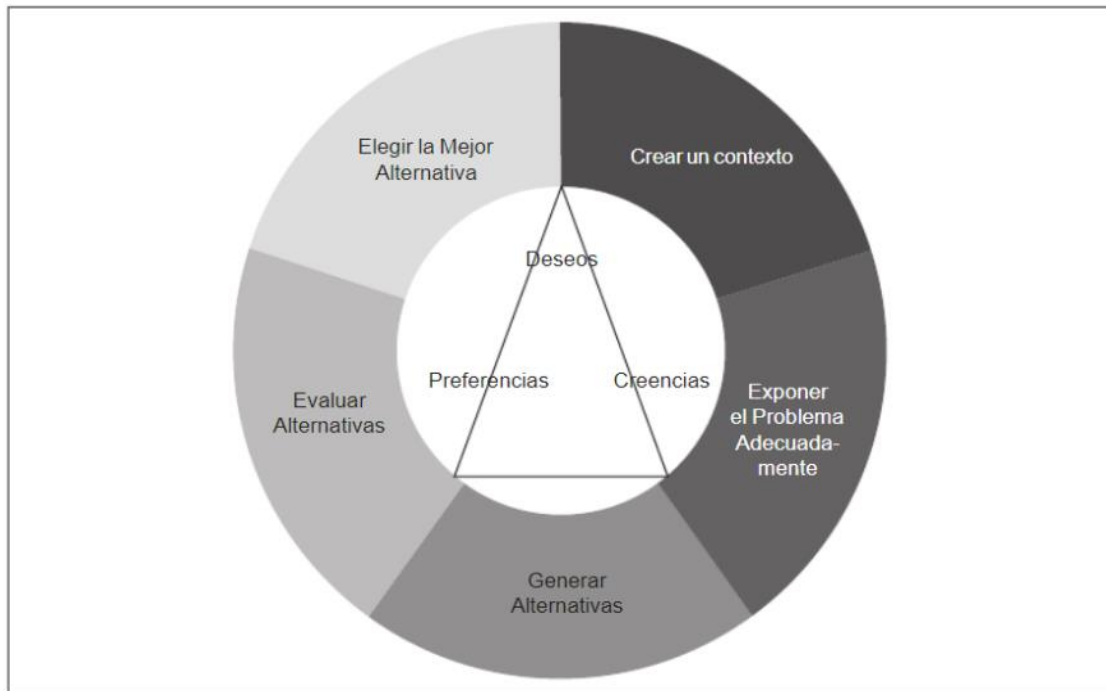 Elegir la Mejor
Alternativa
Crear un contexto
Deseos
Preferencias
Creencias
Evaluar
Alternativas
Exponer
el Problema
Adecuada-
mente
Generar
Alternativas